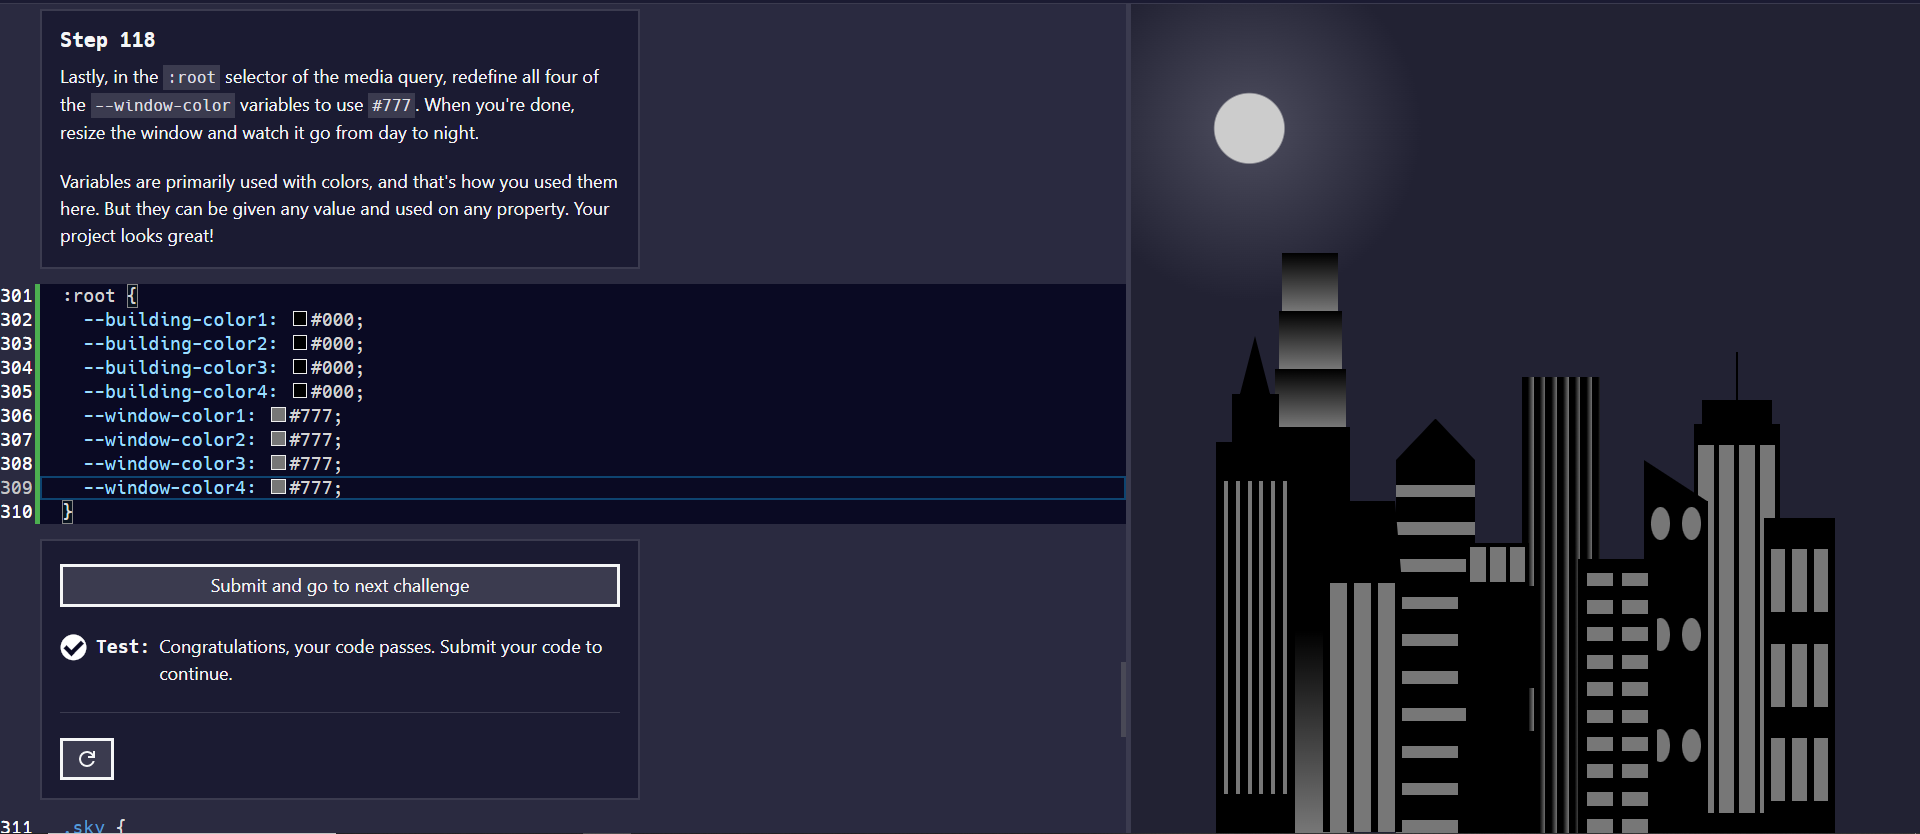 Step 118
Lastly, in the :root selector of the media query, redefine all four of
the --window-color variables to use #777. When you're done,
resize the window and watch it go from day to night.
Variables are primarily used with colors, and that's how you used them
here. But they can be given any value and used on any property. Your
project looks great!
301 :root {
302 --building-color1: #000;
303 --building-color2: #000;
304 --building-color3: #000;
305 --building-color4: #000;
306 --window-color1: #777;
307 --window-color2: #777;
308 --window-color3: #777;
309 --window-color4: #777;
310 }
Submit and go to next challenge
Test: Congratulations, your code passes. Submit your code to
continue.
311 .sky {